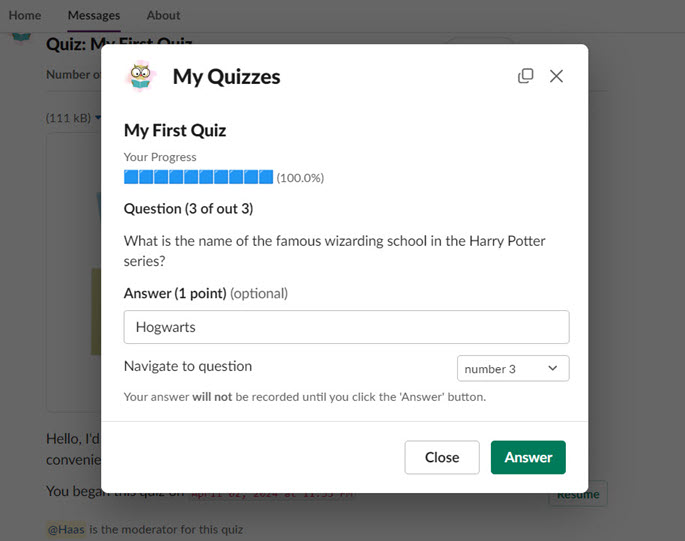 Home Messages About
Quiz: My First Quiz
Number of
My Quizzes
(111 kB)
My First Quiz
Your Progress
(100.0%)
Question (3 of out 3)
What is the name of the famous wizarding school in the Harry Potter
series?
Answer (1 point) (optional)
Hogwarts
Navigate to question number 3
Your answer will not be recorded until you click the 'Answer' button.
Hello, I'd
convenie
Close Answer
You began this quiz on April 02, 2024 at 11:55 PM Resume
@Haas is the moderator for this quiz